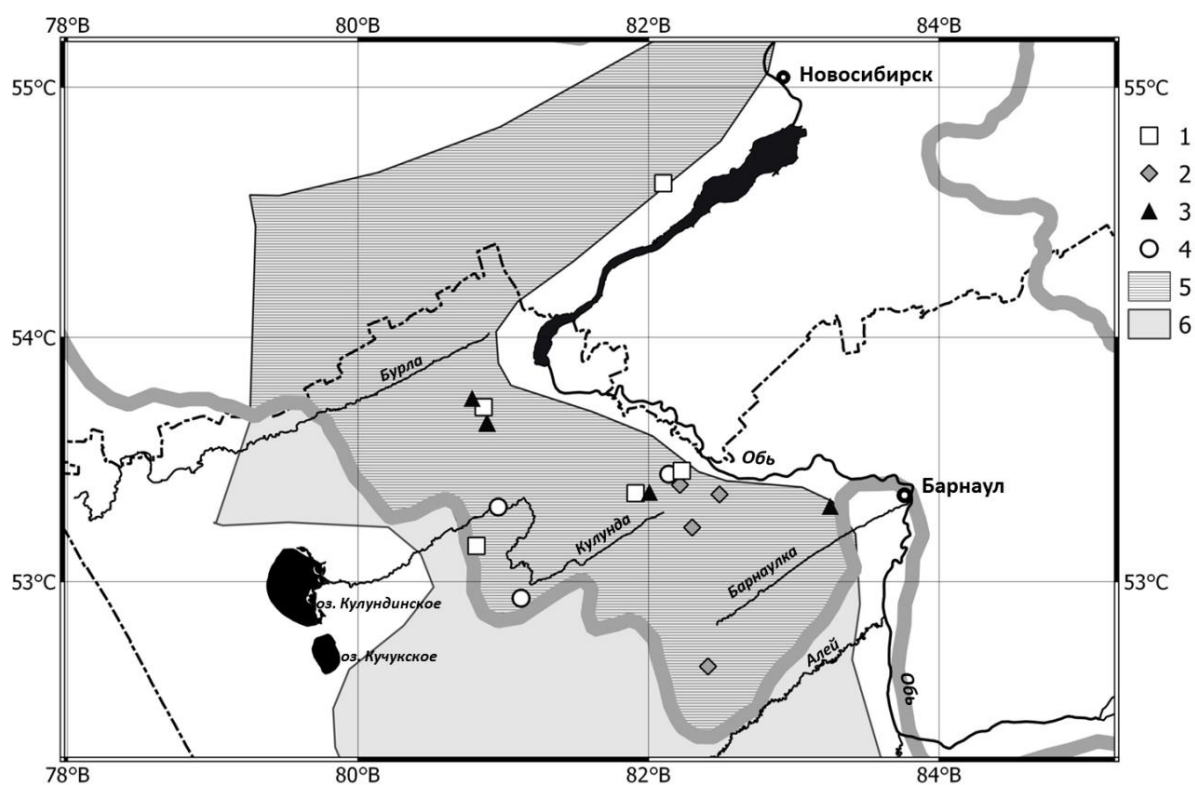 78°В 80°В 82°В 84°В
Новосибирск
55°С 55°С
1
2
3
4
5
6
54°С 54°С
Бурла
Обь
Барнаул
Кулунда
Барнаулка
53°С 53°С
оз. Кулундинское
оз. Кучукское
Алей
Обь
78°В 80°В 82°В 84°В